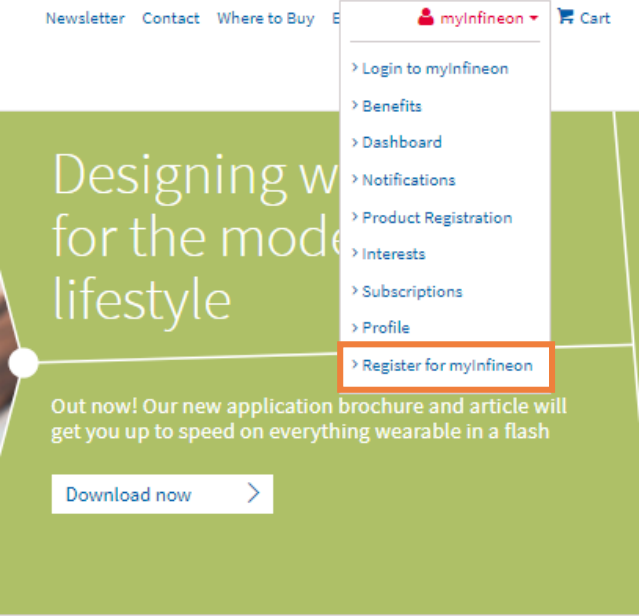 Newsletter Contact Where to Buy E myInfineon Cart
> Login to myInfineon
> Benefits
> Dashboard
> Notifications
> Product Registration
> Interests
> Subscriptions
> Profile
> Register for myInfineon
Designing w
for the mode
lifestyle
Out now! Our new application brochure and article will
get you up to speed on everything wearable in a flash
Download now >